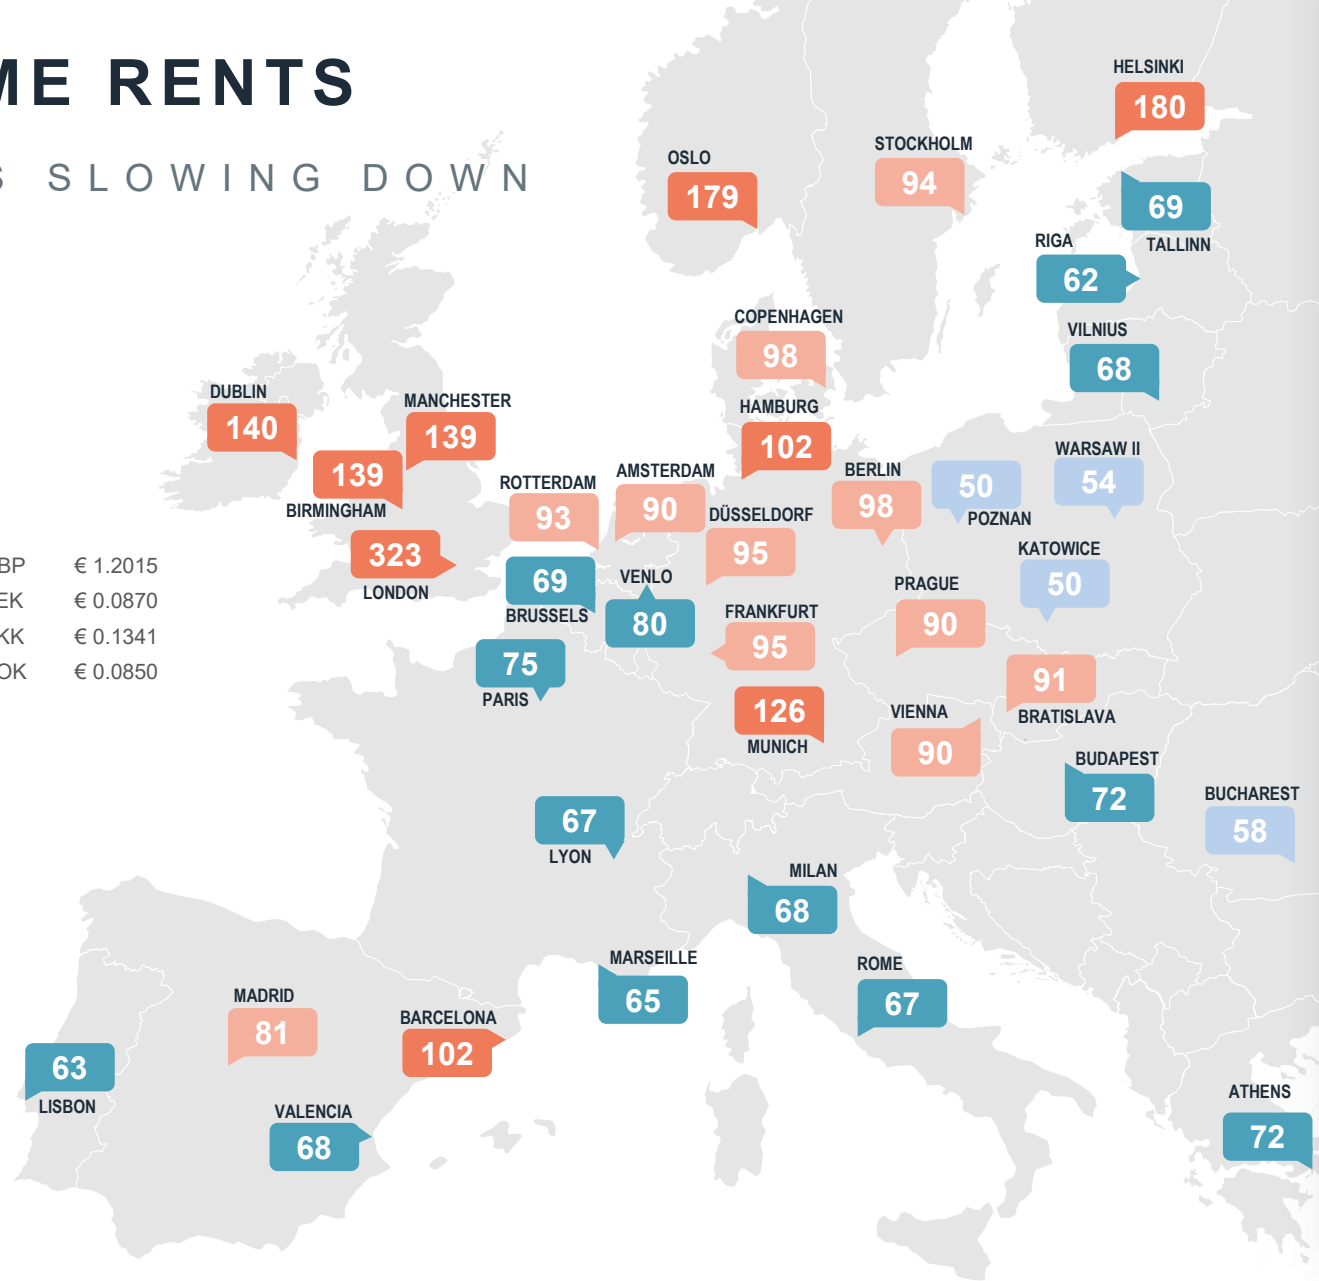 ME RENTS
S SLOWING DOWN
HELSINKI
180
STOCKHOLM
94
OSLO
179
69
TALLINN
RIGA
62
COPENHAGEN
98
VILNIUS
68
DUBLIN
140
MANCHESTER
139
HAMBURG
102
139
BIRMINGHAM
ROTTERDAM
93
AMSTERDAM
90
BERLIN
98
50
POZNAN
WARSAW II
54
DÜSSELDORF
95
323
LONDON
69
BRUSSELS
VENLO
80
KATOWICE
50
BP € 1.2015
EK € 0.0870
KK € 0.1341
OK € 0.0850
PRAGUE
90
FRANKFURT
95
75
PARIS
91
BRATISLAVA
126
MUNICH
VIENNA
90
BUDAPEST
72
BUCHAREST
58
67
LYON
MILAN
68
MARSEILLE
65
ROME
67
MADRID
81
BARCELONA
102
63
LISBON
VALENCIA
68
ATHENS
72